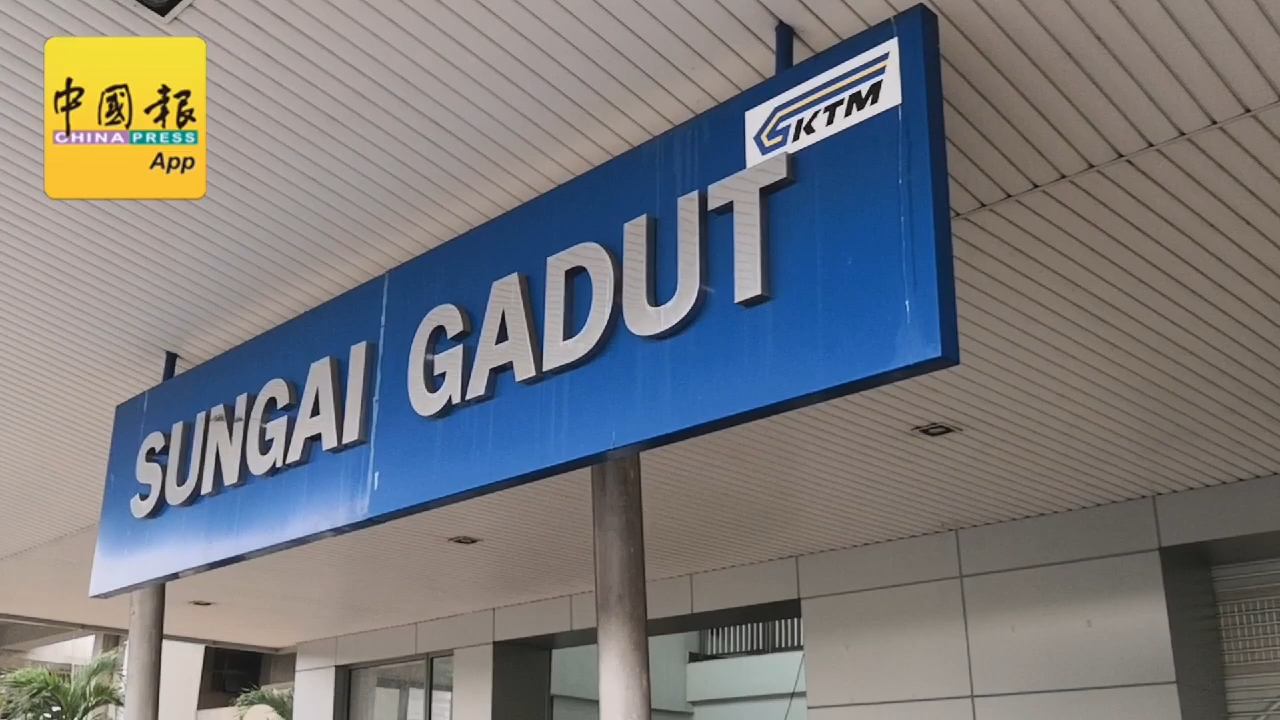 中國報
CHINA PRESS
App
KTM
SUNGAI GADUT